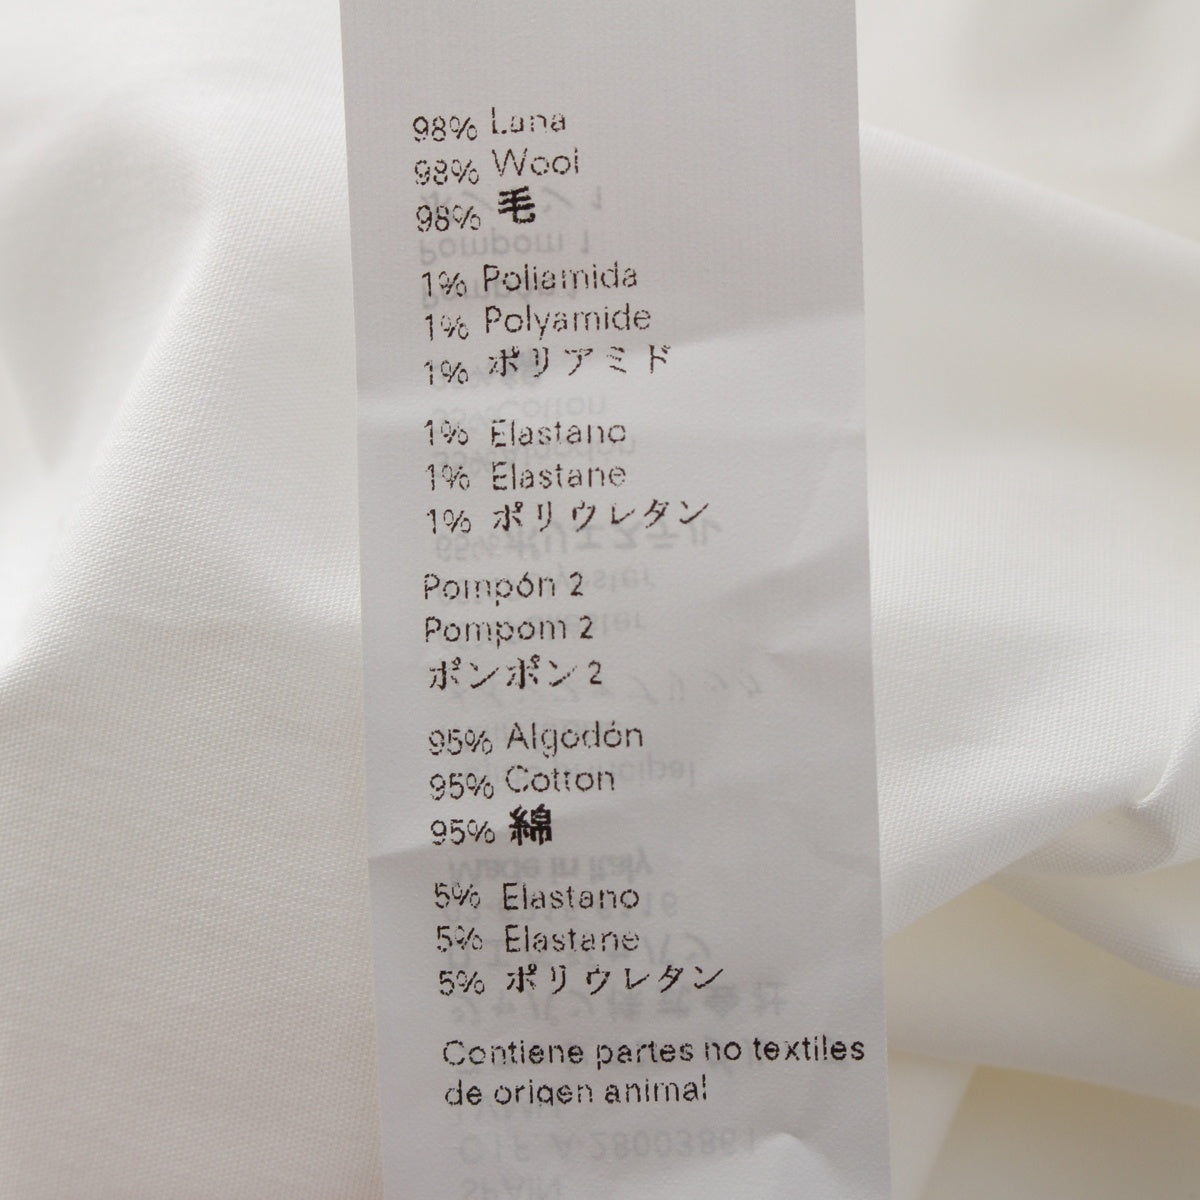 98% Lana
98% Wool
98% 毛
1% Poliamida
1% Polyamide
1% ポリアミド
1% Elastano
1% Elastane
1% ポリウレタン
Pompón 2
Pompom 2
ポンポン 2
95% Algodón
95% Cotton
95% 綿
5% Elastano
5% Elastane
5% ポリウレタン
Contiene partes no textiles
de origen animal